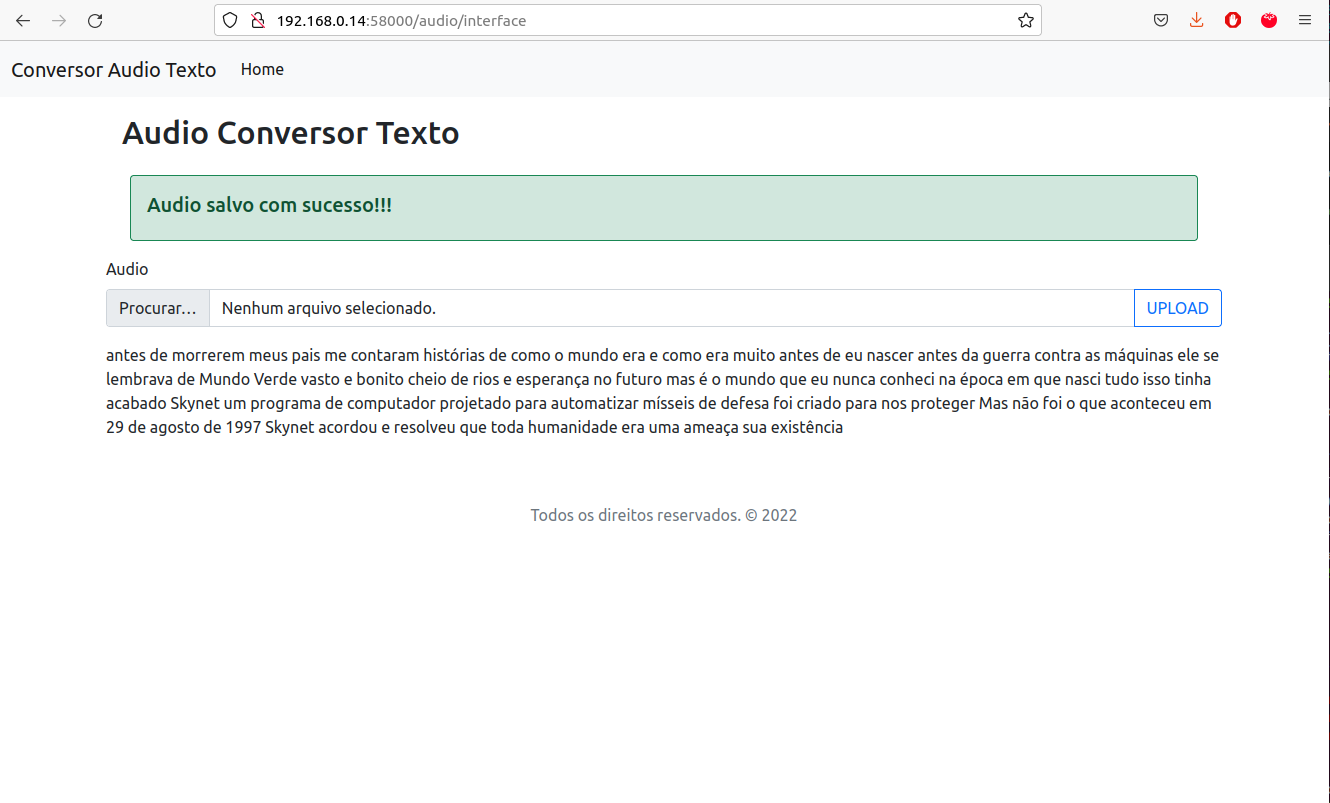 192.168.0.14:58000/audio/interface
Conversor Audio Texto Home
Audio Conversor Texto
Audio salvo com sucesso!!!
Audio
Procurar... Nenhum arquivo selecionado. UPLOAD
antes de morrerem meus pais me contaram histórias de como o mundo era e como era muito antes de eu nascer antes da guerra contra as máquinas ele se
lembrava de Mundo Verde vasto e bonito cheio de rios e esperança no futuro mas é o mundo que eu nunca conheci na época em que nasci tudo isso tinha
acabado Skynet um programa de computador projetado para automatizar mísseis de defesa foi criado para nos proteger Mas não foi o que aconteceu em
29 de agosto de 1997 Skynet acordou e resolveu que toda humanidade era uma ameaça sua existência
Todos os direitos reservados. © 2022